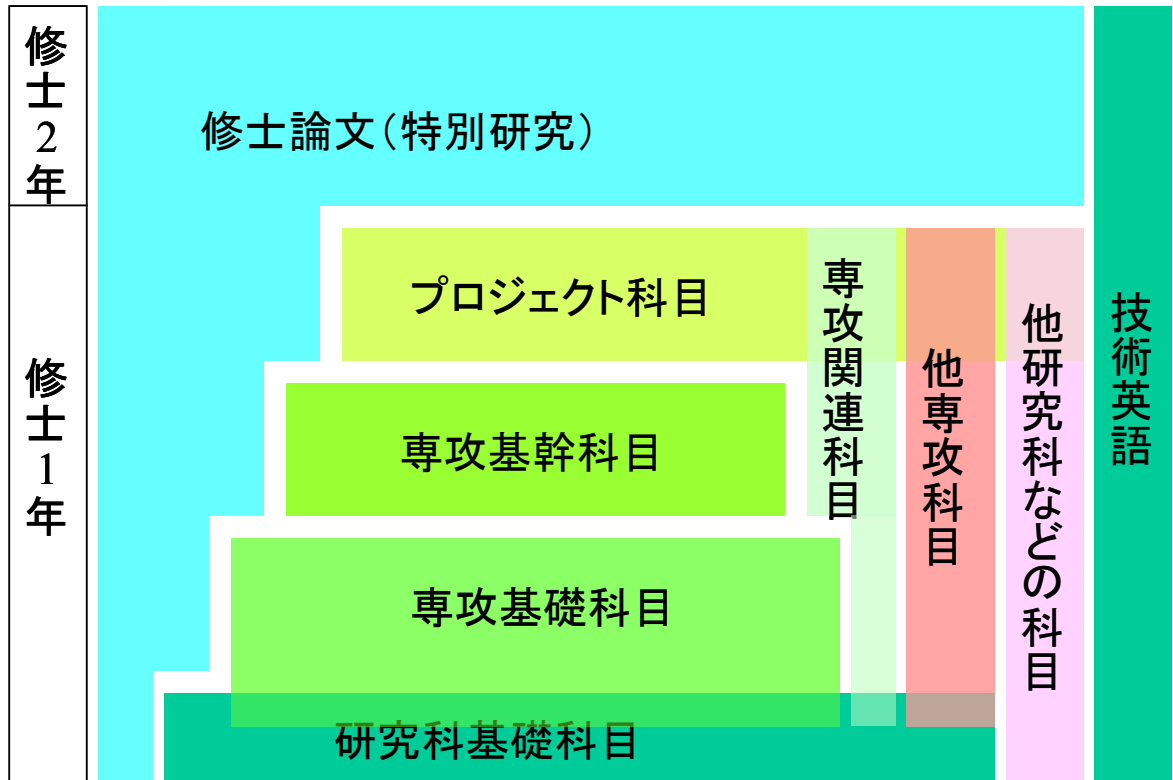 修士2年
修士論文(特別研究)
修士1年
プロジェクト科目
専攻基幹科目
専攻基礎科目
研究科基礎科目
専攻関連科目
他専攻科目
他研究科などの科目
技術英語